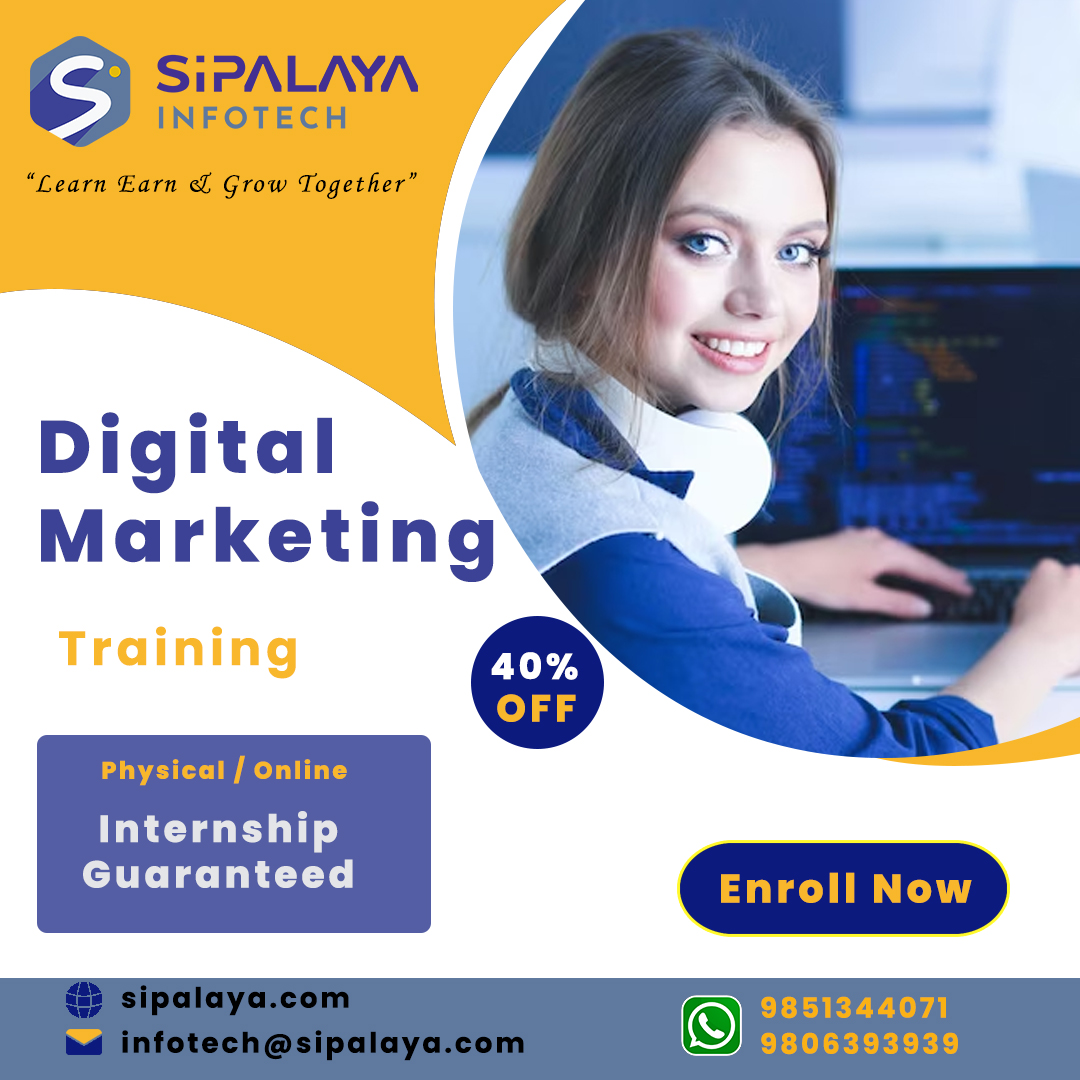 SiPALAYA
INFOTECH
“Learn Earn & Grow Together”
Digital
Marketing
Training
40%
OFF
Physical / Online
Internship
Guaranteed
Enroll Now
sipalaya.com
infotech@sipalaya.com
9851344071
9806393939